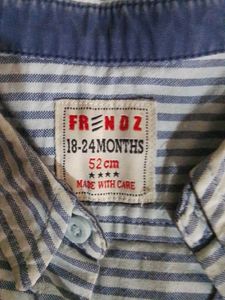 FRENDZ
18-24MONTHS
52cm
★★★★
MADE WITH CARE